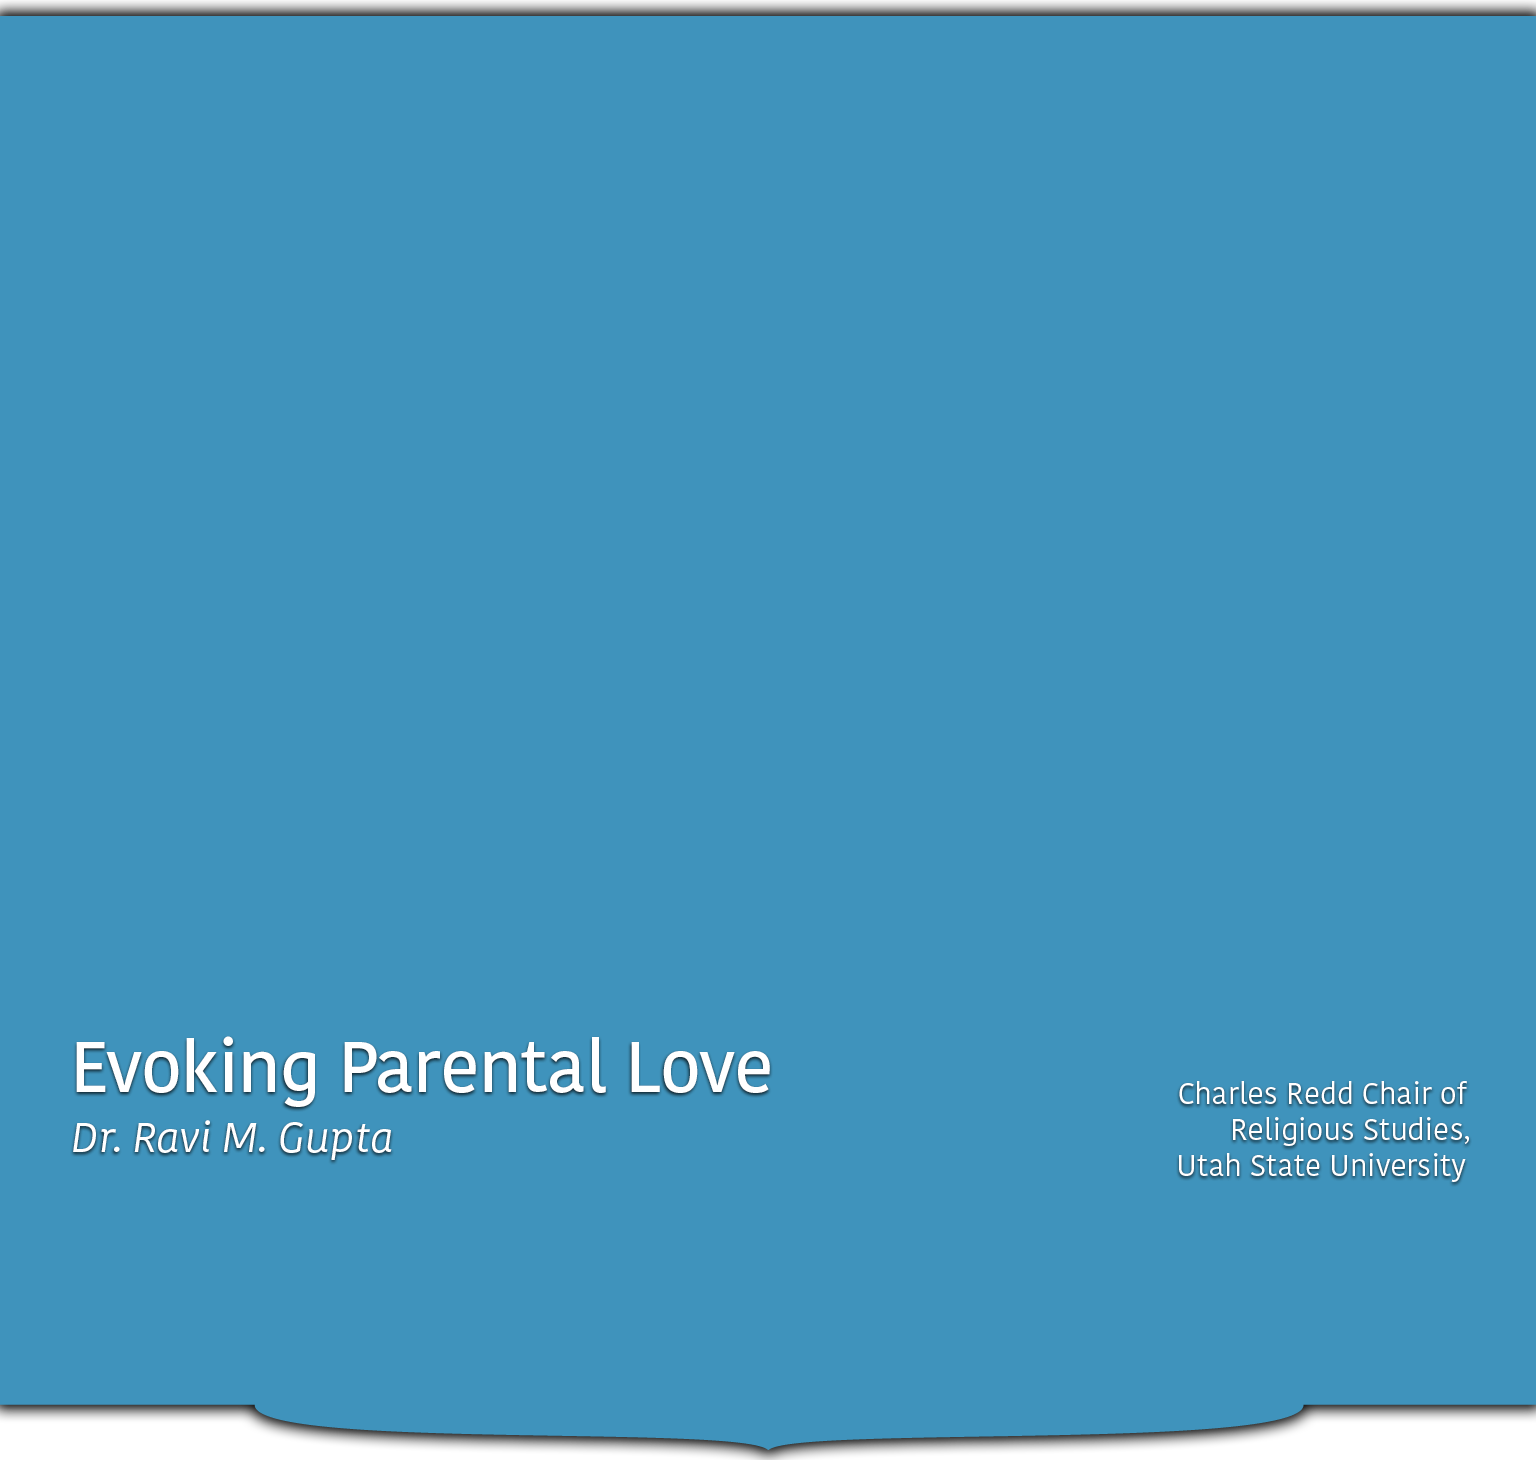 Evoking Parental Love
Dr. Ravi M. Gupta
Charles Redd Chair of
Religious Studies,
Utah State University